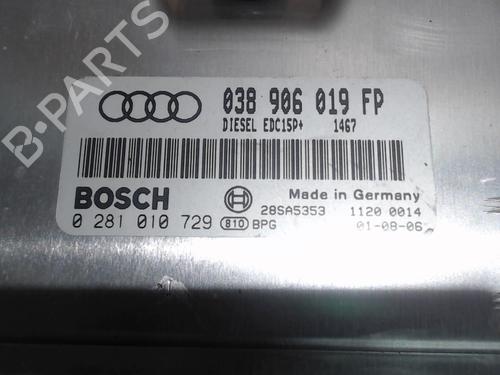 038 906 019 FP
DIESEL EDC15P+ 1467
BOSCH
Made in Germany
28SA5353 1120 0014
0 281 010 729 810 BPG 01-08-06
B-PARTS